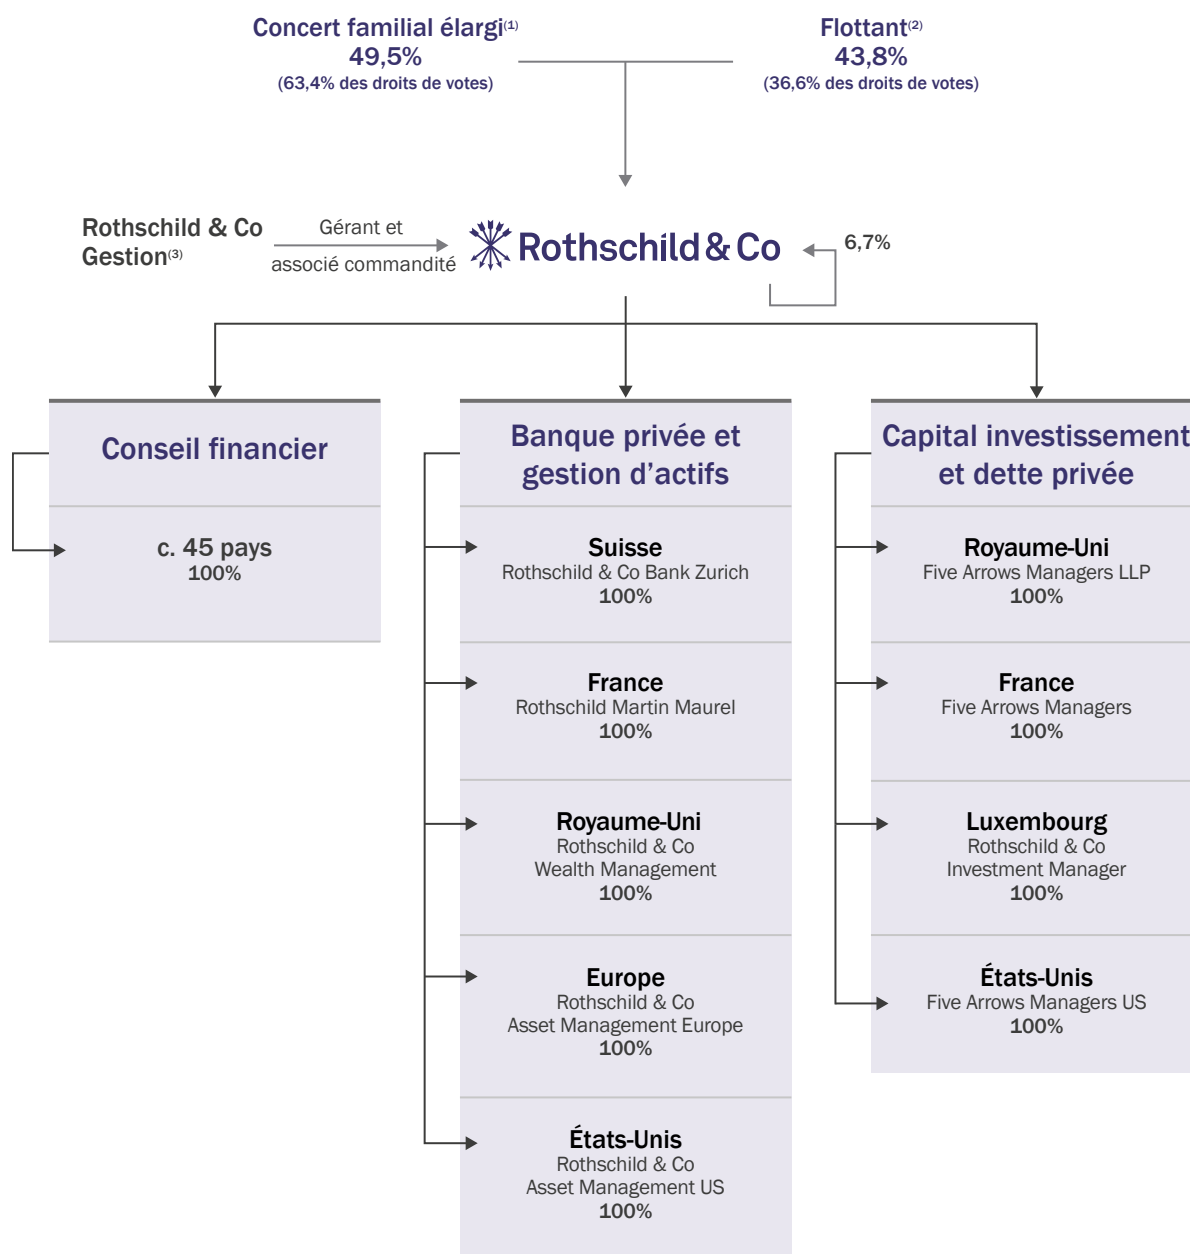 Concert familial élargi(1)
49,5%
(63,4% des droits de votes)
Flottant(2)
43,8%
(36,6% des droits de votes)
Rothschild & Co
Gestion(3)
Gérant et
associé commandité
Rothschild & Co
6,7%
Conseil financier
c. 45 pays
100%
Banque privée et
gestion d'actifs
Suisse
Rothschild & Co Bank Zurich
100%
France
Rothschild Martin Maurel
100%
Royaume-Uni
Rothschild & Co
Wealth Management
100%
Europe
Rothschild & Co
Asset Management Europe
100%
États-Unis
Rothschild & Co
Asset Management US
100%
Capital investissement
et dette privée
Royaume-Uni
Five Arrows Managers LLP
100%
France
Five Arrows Managers
100%
Luxembourg
Rothschild & Co
Investment Manager
100%
États-Unis
Five Arrows Managers US
100%